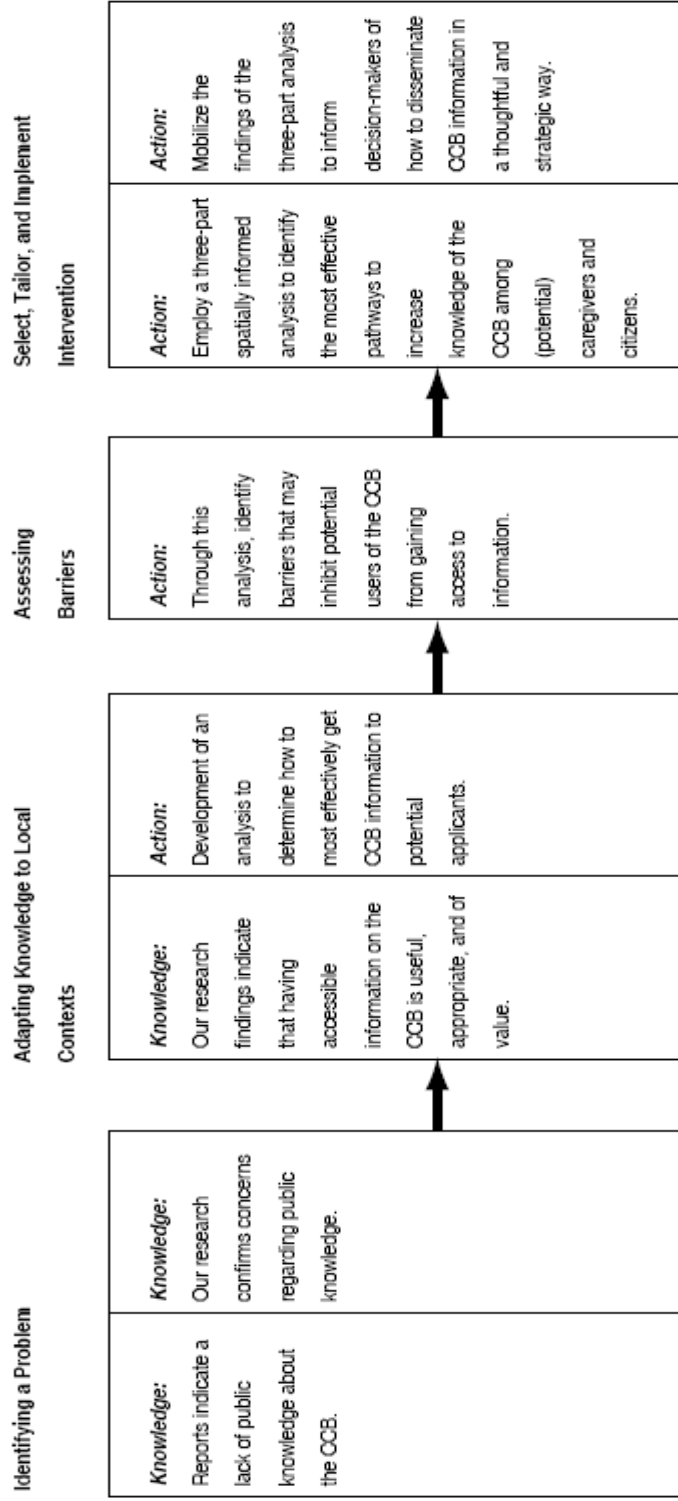 Identifying a Problem
Knowledge:
Reports indicate a
lack of public
knowledge about
the CCB.
Knowledge:
Our research
confirms concerns
regarding public
knowledge.
Adapting Knowledge to Local
Contexts
Knowledge:
Our research
findings indicate
that having
accessible
information on the
CCB is useful,
appropriate, and of
value.
Action:
Development of an
analysis to
determine how to
most effectively get
CCB information to
potential
applicants.
Assessing
Barriers
Action:
Through this
analysis, identify
barriers that may
inhibit potential
users of the CCB
from gaining
access to
information.
Select, Tailor, and Implement
Intervention
Action:
Employ a three-part
spatially informed
analysis to identify
the most effective
pathways to
increase
knowledge of the
CCB among
(potential)
caregivers and
citizens.
Action:
Mobilize the
findings of the
three-part analysis
to inform
decision-makers of
how to disseminate
CCB information in
a thoughtful and
strategic way.